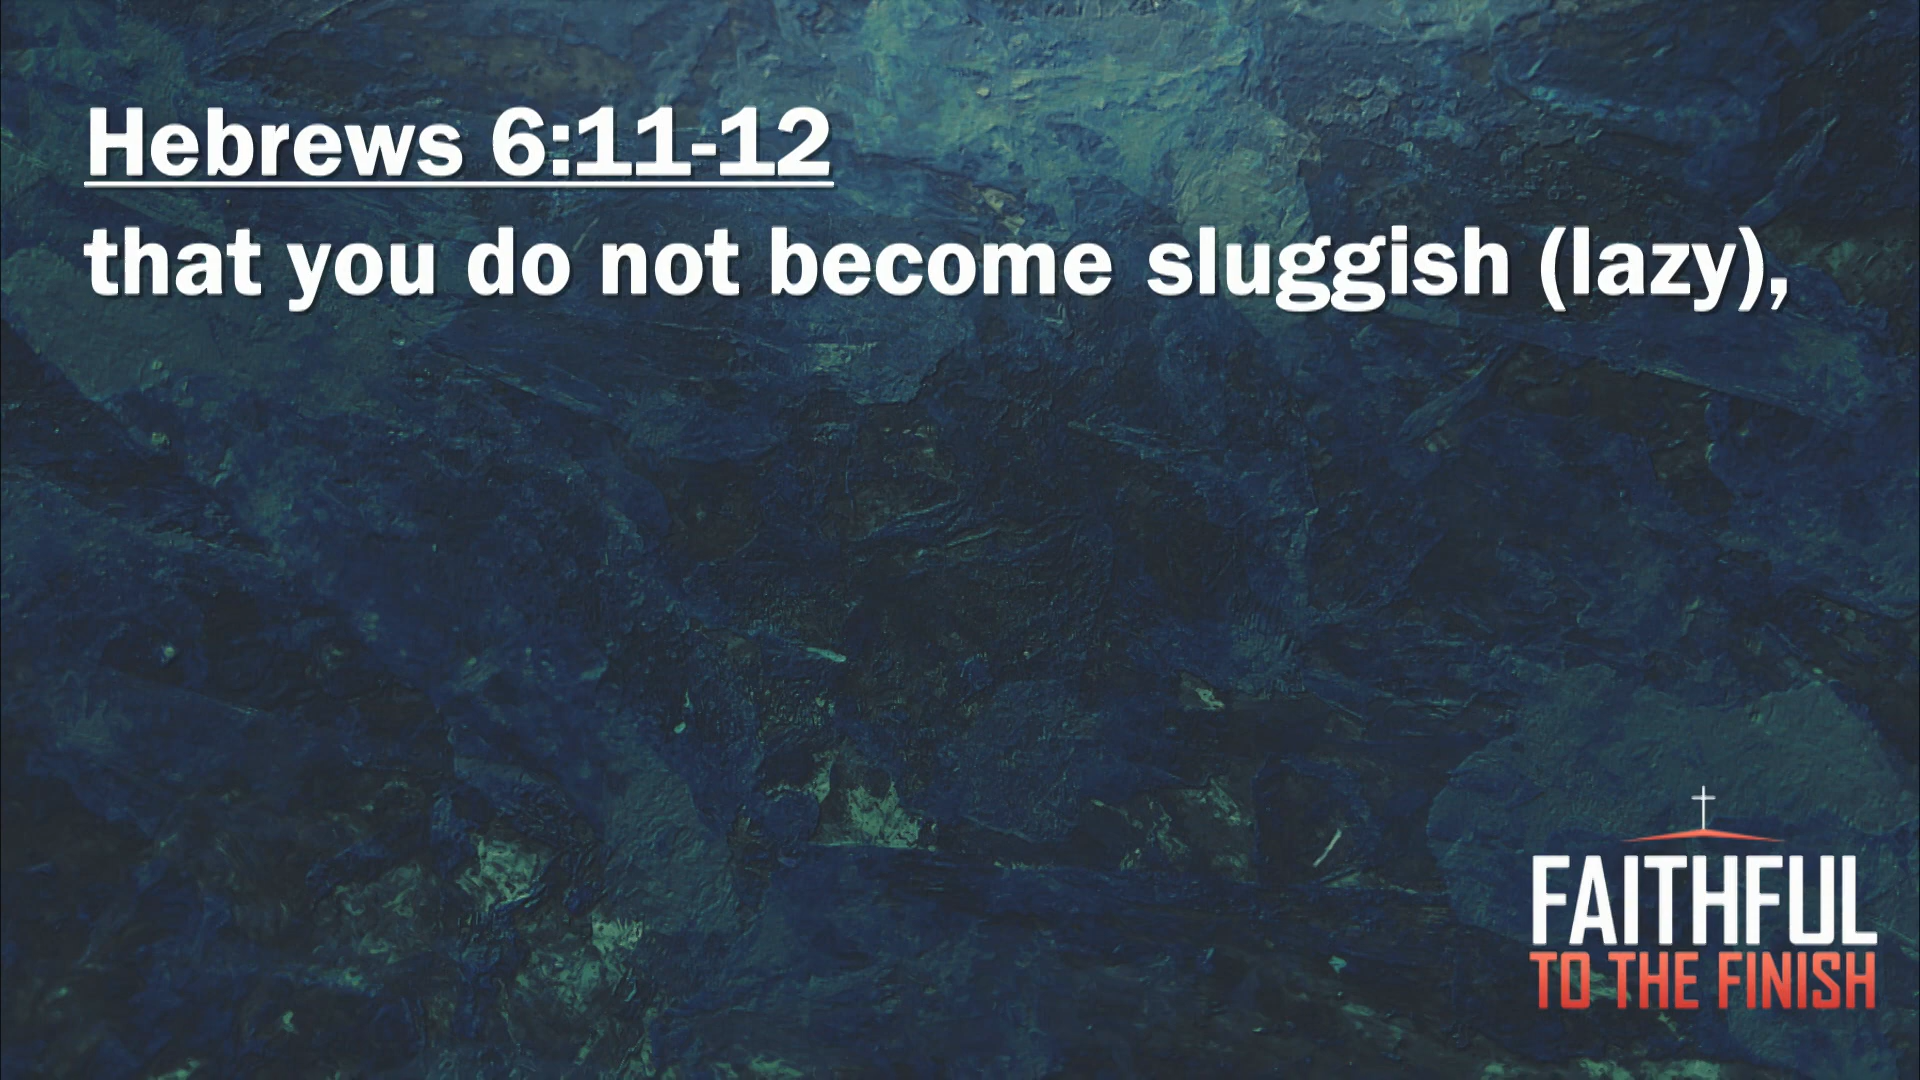 Hebrews 6:11-12
that you do not become sluggish (lazy),
FAITHFUL
TO THE FINISH